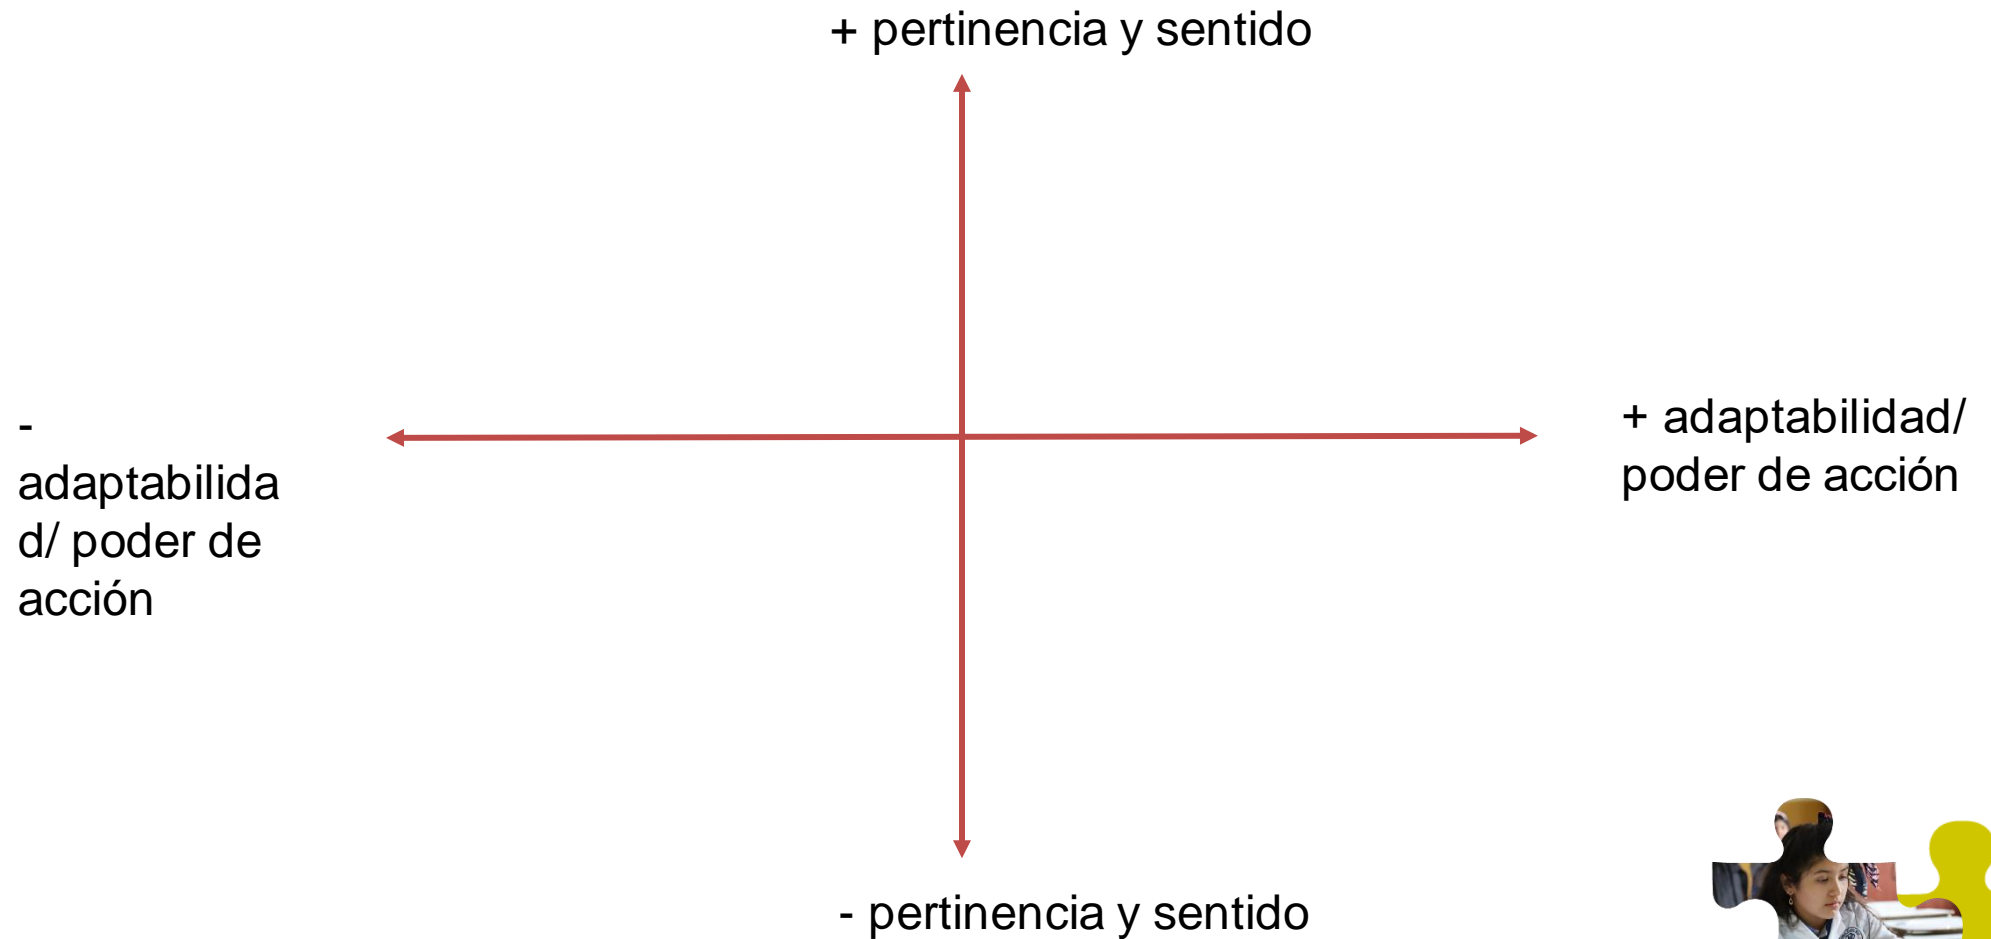 + pertinencia y sentido
-
adaptabilida
d/ poder de
acción
+ adaptabilidad/
poder de acción
- pertinencia y sentido